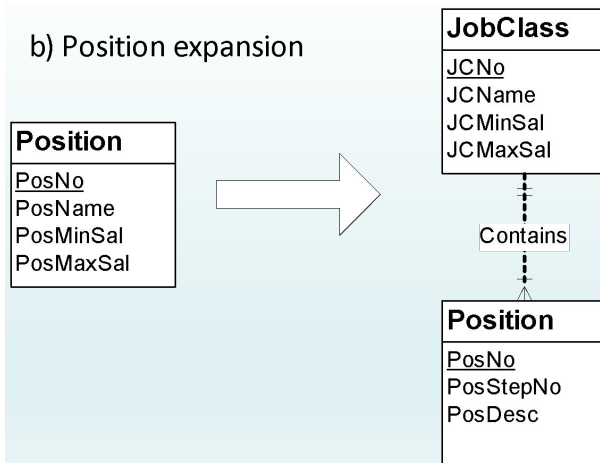 b) Position expansion
Position
PosNo
PosName
PosMinSal
PosMaxSal
JobClass
JCNo
JCName
JCMinSal
JCMaxSal
Contains
Position
PosNo
PosStepNo
PosDesc